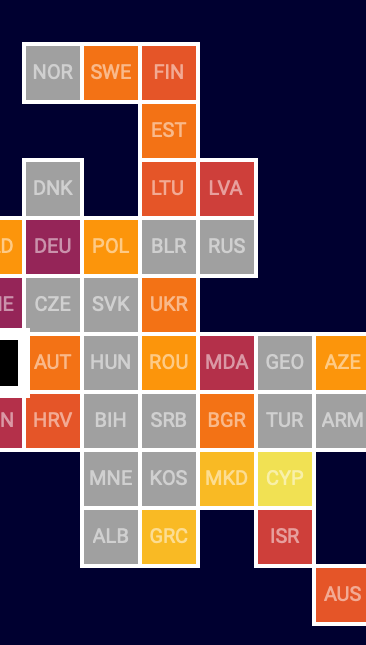 NOR SWE FIN
EST
DNK LTU LVA
D DEU POL BLR RUS
E CZE SVK UKR
AUT HUN ROU MDA GEO AZE
N HRV BIH SRB BGR TUR ARM
MNE KOS MKD CYP
ALB GRC ISR
AUS